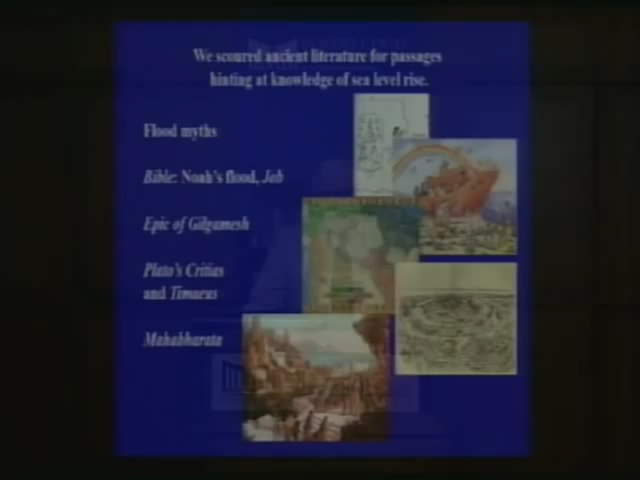 We scoured ancient literature for passages
hinting at knowledge of sea level rise.
Flood myths
Bible: Noah's flood, Job
Epic of Gilgamesh
Plato's Critias
and Timaeus
Mahabharata